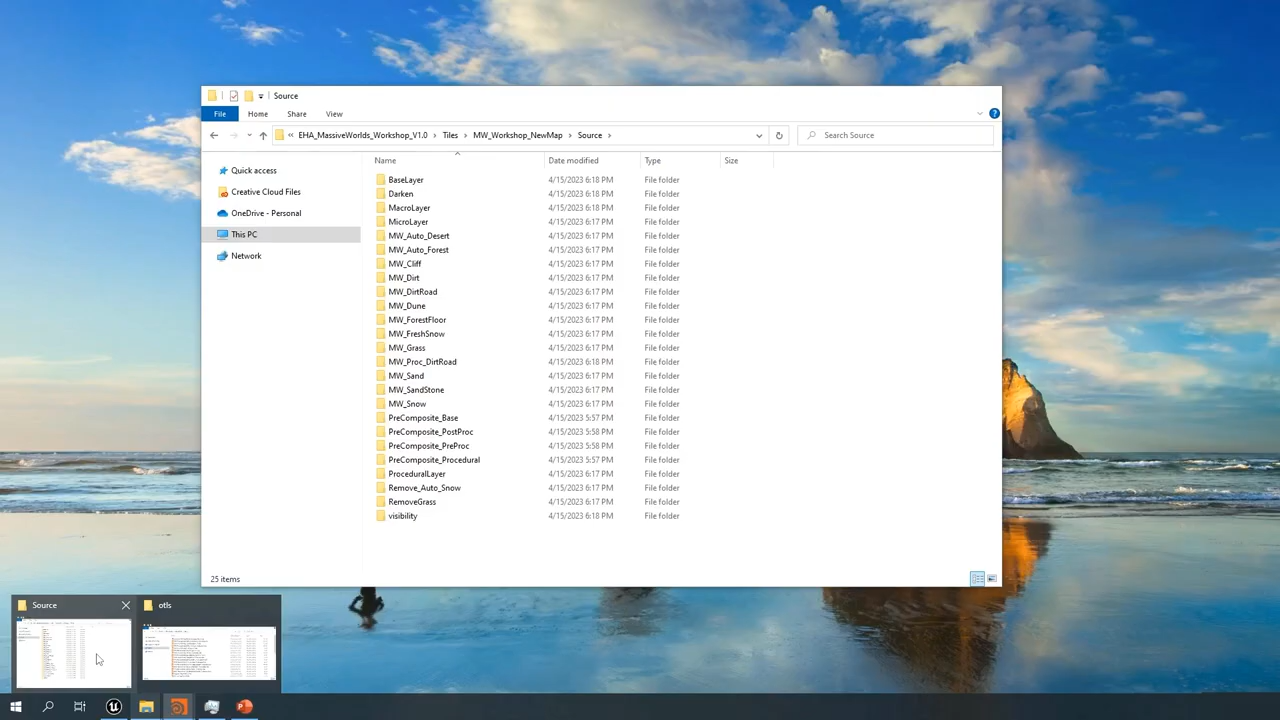 Source
File Home Share View
« EHA_MassiveWorlds_Workshop_V1.0 › Tiles › MW_Workshop_NewMap › Source ›
Search Source
Name Date modified Type Size
Quick access
Creative Cloud Files
OneDrive - Personal
This PC
Network
BaseLayer 4/15/2023 6:18 PM File folder
Darken 4/15/2023 6:18 PM File folder
MacroLayer 4/15/2023 6:18 PM File folder
MicroLayer 4/15/2023 6:17 PM File folder
MW_Auto_Desert 4/15/2023 6:17 PM File folder
MW_Auto_Forest 4/15/2023 6:17 PM File folder
MW_Cliff 4/15/2023 6:17 PM File folder
MW_Dirt 4/15/2023 6:17 PM File folder
MW_DirtRoad 4/15/2023 6:17 PM File folder
MW_Dune 4/15/2023 6:17 PM File folder
MW_ForestFloor 4/15/2023 6:17 PM File folder
MW_FreshSnow 4/15/2023 6:17 PM File folder
MW_Grass 4/15/2023 6:17 PM File folder
MW_Proc_DirtRoad 4/15/2023 6:18 PM File folder
MW_Sand 4/15/2023 6:17 PM File folder
MW_SandStone 4/15/2023 6:17 PM File folder
MW_Snow 4/15/2023 6:17 PM File folder
PreComposite_Base 4/15/2023 5:57 PM File folder
PreComposite_PostProc 4/15/2023 5:58 PM File folder
PreComposite_PreProc 4/15/2023 5:58 PM File folder
PreComposite_Procedural 4/15/2023 5:57 PM File folder
ProceduralLayer 4/15/2023 6:17 PM File folder
Remove_Auto_Snow 4/15/2023 6:17 PM File folder
RemoveGrass 4/15/2023 6:17 PM File folder
visibility 4/15/2023 6:18 PM File folder
25 items
Source
otls